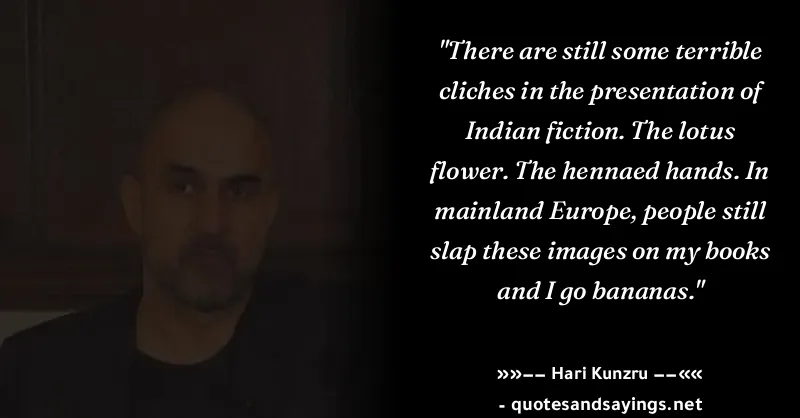 "There are still some terrible
cliches in the presentation of
Indian fiction. The lotus
flower. The hennaed hands. In
mainland Europe, people still
slap these images on my books
and I go bananas."
»»−− Hari Kunzru −−««
- quotesandsayings.net